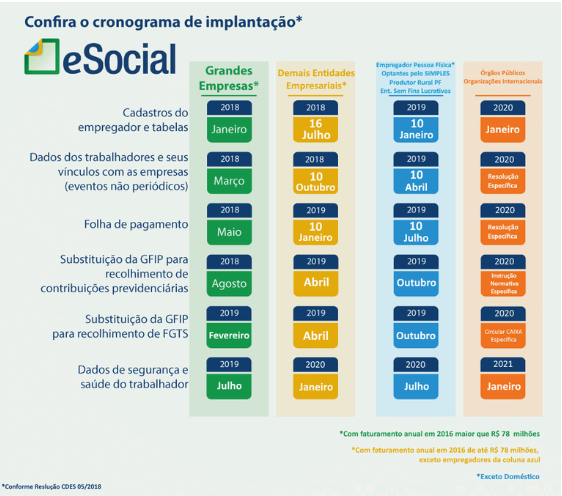 Confira o cronograma de implantação*
eSocial
Grandes
Empresas*
Demais Entidades
Empresariais*
Empregador Pessoa Física*
Optantes pelo SIMPLES
Produtor Rural PF
Ent. Sem Fins Lucrativos
Órgãos Públicos
Organizações Internacionais
Cadastros do
empregador e tabelas
2018
Janeiro
2018
16
Julho
2019
10
Janeiro
2020
Janeiro
Dados dos trabalhadores e seus
vínculos com as empresas
(eventos não periódicos)
2018
Março
2018
10
Outubro
2019
10
Abril
2020
Resolução
Específica
Folha de pagamento
2018
Maio
2019
10
Janeiro
2019
10
Julho
2020
Resolução
Específica
Substituição da GFIP para
recolhimento de
contribuições previdenciárias
2018
Agosto
2019
Abril
2019
Outubro
2020
Instrução
Normativa
Específica
Substituição da GFIP
para recolhimento de FGTS
2019
Fevereiro
2019
Abril
2019
Outubro
2020
Circular CAIXA
Específica
Dados de segurança e
saúde do trabalhador
2019
Julho
2020
Janeiro
2020
Julho
2021
Janeiro
*Com faturamento anual em 2016 maior que R$ 78 milhões
*Com faturamento anual em 2016 de até R$ 78 milhões,
exceto empregadores da coluna azul
*Exceto Doméstico
*Conforme Reslução CDES 05/2018